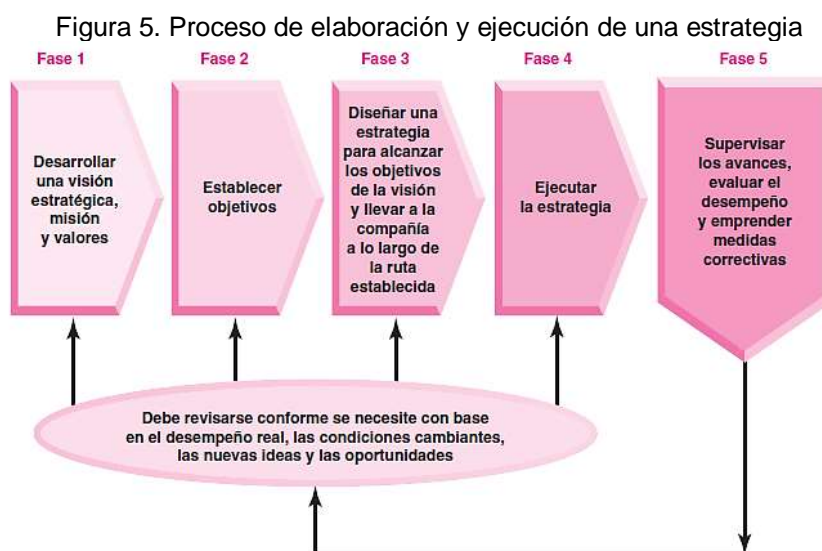 Figura 5. Proceso de elaboración y ejecución de una estrategia
Fase 1
Desarrollar
una visión
estratégica,
misión
y valores
Fase 2
Establecer
objetivos
Fase 3
Diseñar una
estrategia
para alcanzar
los objetivos
de la visión
y llevar a la
compañía
a lo largo de
la ruta
establecida
Fase 4
Ejecutar
la estrategia
Fase 5
Supervisar
los avances,
evaluar el
desempeño
y emprender
medidas
correctivas
Debe revisarse conforme se necesite con base
en el desempeño real, las condiciones cambiantes,
las nuevas ideas y las oportunidades